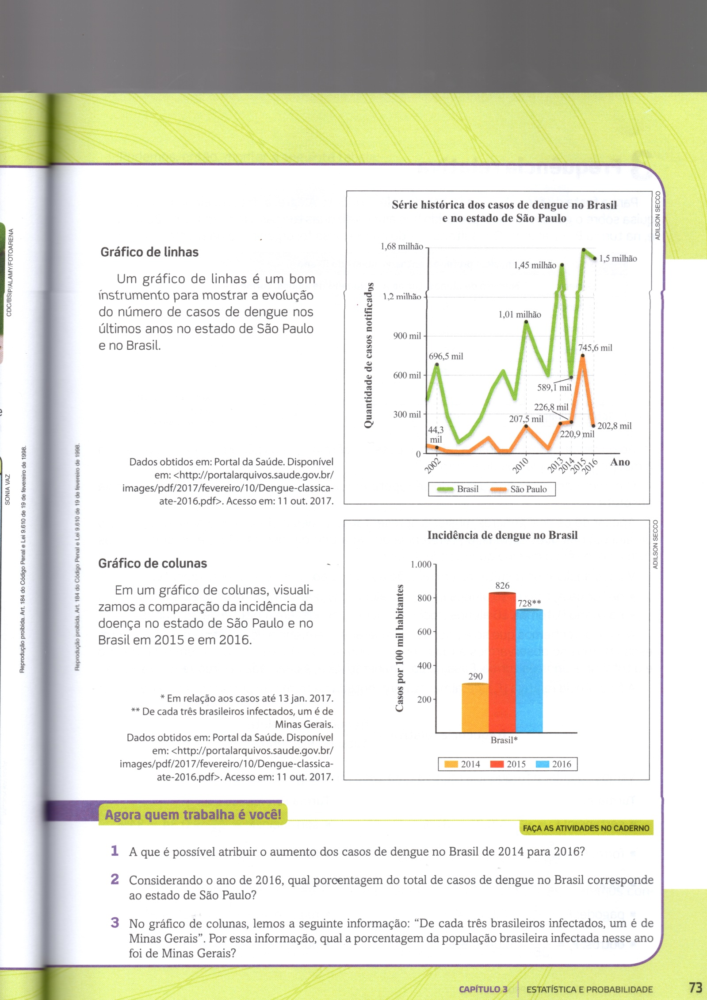 Série histórica dos casos de dengue no Brasil
e no estado de São Paulo
ADILSON SECCO
Gráfico de linhas
Um gráfico de linhas é um bom
instrumento para mostrar a evolução
do número de casos de dengue nos
últimos anos no estado de São Paulo
e no Brasil.
Quantidade de casos notificados
1,68 milhão
1,2 milhão
900 mil
600 mil
300 mil
0
696,5 mil
44,3
mil
1,01 milhão
207,5 mil
1,45 milhão
226,8 mil
220,9 mil
589,1 mil
745,6 mil
1,5 milhão
202,8 mil
2002
2010
2013
2014
2015
2016
Ano
Brasil
São Paulo
Dados obtidos em: Portal da Saúde. Disponível
em: <http://portalarquivos.saude.gov.br/
images/pdf/2017/fevereiro/10/Dengue-classica-
ate-2016.pdf>. Acesso em: 11 out. 2017.
Incidência de dengue no Brasil
ADILSON SECCO
Gráfico de colunas
Em um gráfico de colunas, visuali-
zamos a comparação da incidência da
doença no estado de São Paulo e no
Brasil em 2015 e em 2016.
Casos por 100 mil habitantes
1.000
800
600
400
200
290
826
728**
Brasil*
2014
2015
2016
* Em relação aos casos até 13 jan. 2017.
** De cada três brasileiros infectados, um é de
Minas Gerais.
Dados obtidos em: Portal da Saúde. Disponível
em: <http://portalarquivos.saude.gov.br/
images/pdf/2017/fevereiro/10/Dengue-classica-
ate-2016.pdf>. Acesso em: 11 out. 2017.
CDC/BSIP/ALAMY/FOTOARENA
SONIA VAZ
Reprodução proibida. Art. 184 do Código Penal e Lei 9.610 de 19 de fevereiro de 1998.
Reprodução proibida. Art. 184 do Código Penal e Lei 9.610 de 19 de fevereiro de 1998.
Agora quem trabalha é você!
FAÇA AS ATIVIDADES NO CADERNO
1 A que é possível atribuir o aumento dos casos de dengue no Brasil de 2014 para 2016?
2 Considerando o ano de 2016, qual porcentagem do total de casos de dengue no Brasil corresponde
ao estado de São Paulo?
3 No gráfico de colunas, lemos a seguinte informação: “De cada três brasileiros infectados, um é de
Minas Gerais”. Por essa informação, qual a porcentagem da população brasileira infectada nesse ano
foi de Minas Gerais?
CAPÍTULO 3 ESTATÍSTICA E PROBABILIDADE 73